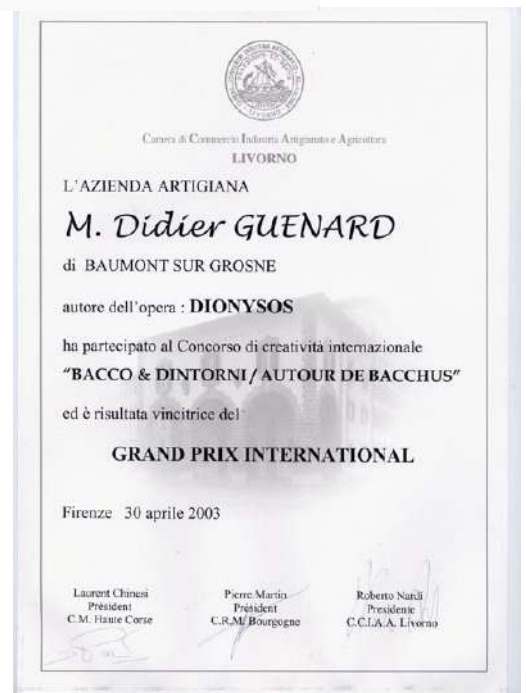 Camera di Commercio Industria Artigianato e Agricoltura
LIVORNO
L'AZIENDA ARTIGIANA
M. Didier GUENARD
di BAUMONT SUR GROSNE
autore dell'opera : DIONYSOS
ha partecipato al Concorso di creatività internazionale
"BACCO & DINTORNI / AUTOUR DE BACCHUS"
ed è risultata vincitrice del
GRAND PRIX INTERNATIONAL
Firenze 30 aprile 2003
Laurent Chinesi
Président
C.M. Haute Corse
Pierre Martin
Président
C.R.M. Bourgogne
Roberto Nardi
Presidente
C.C.I.A.A. Livorno